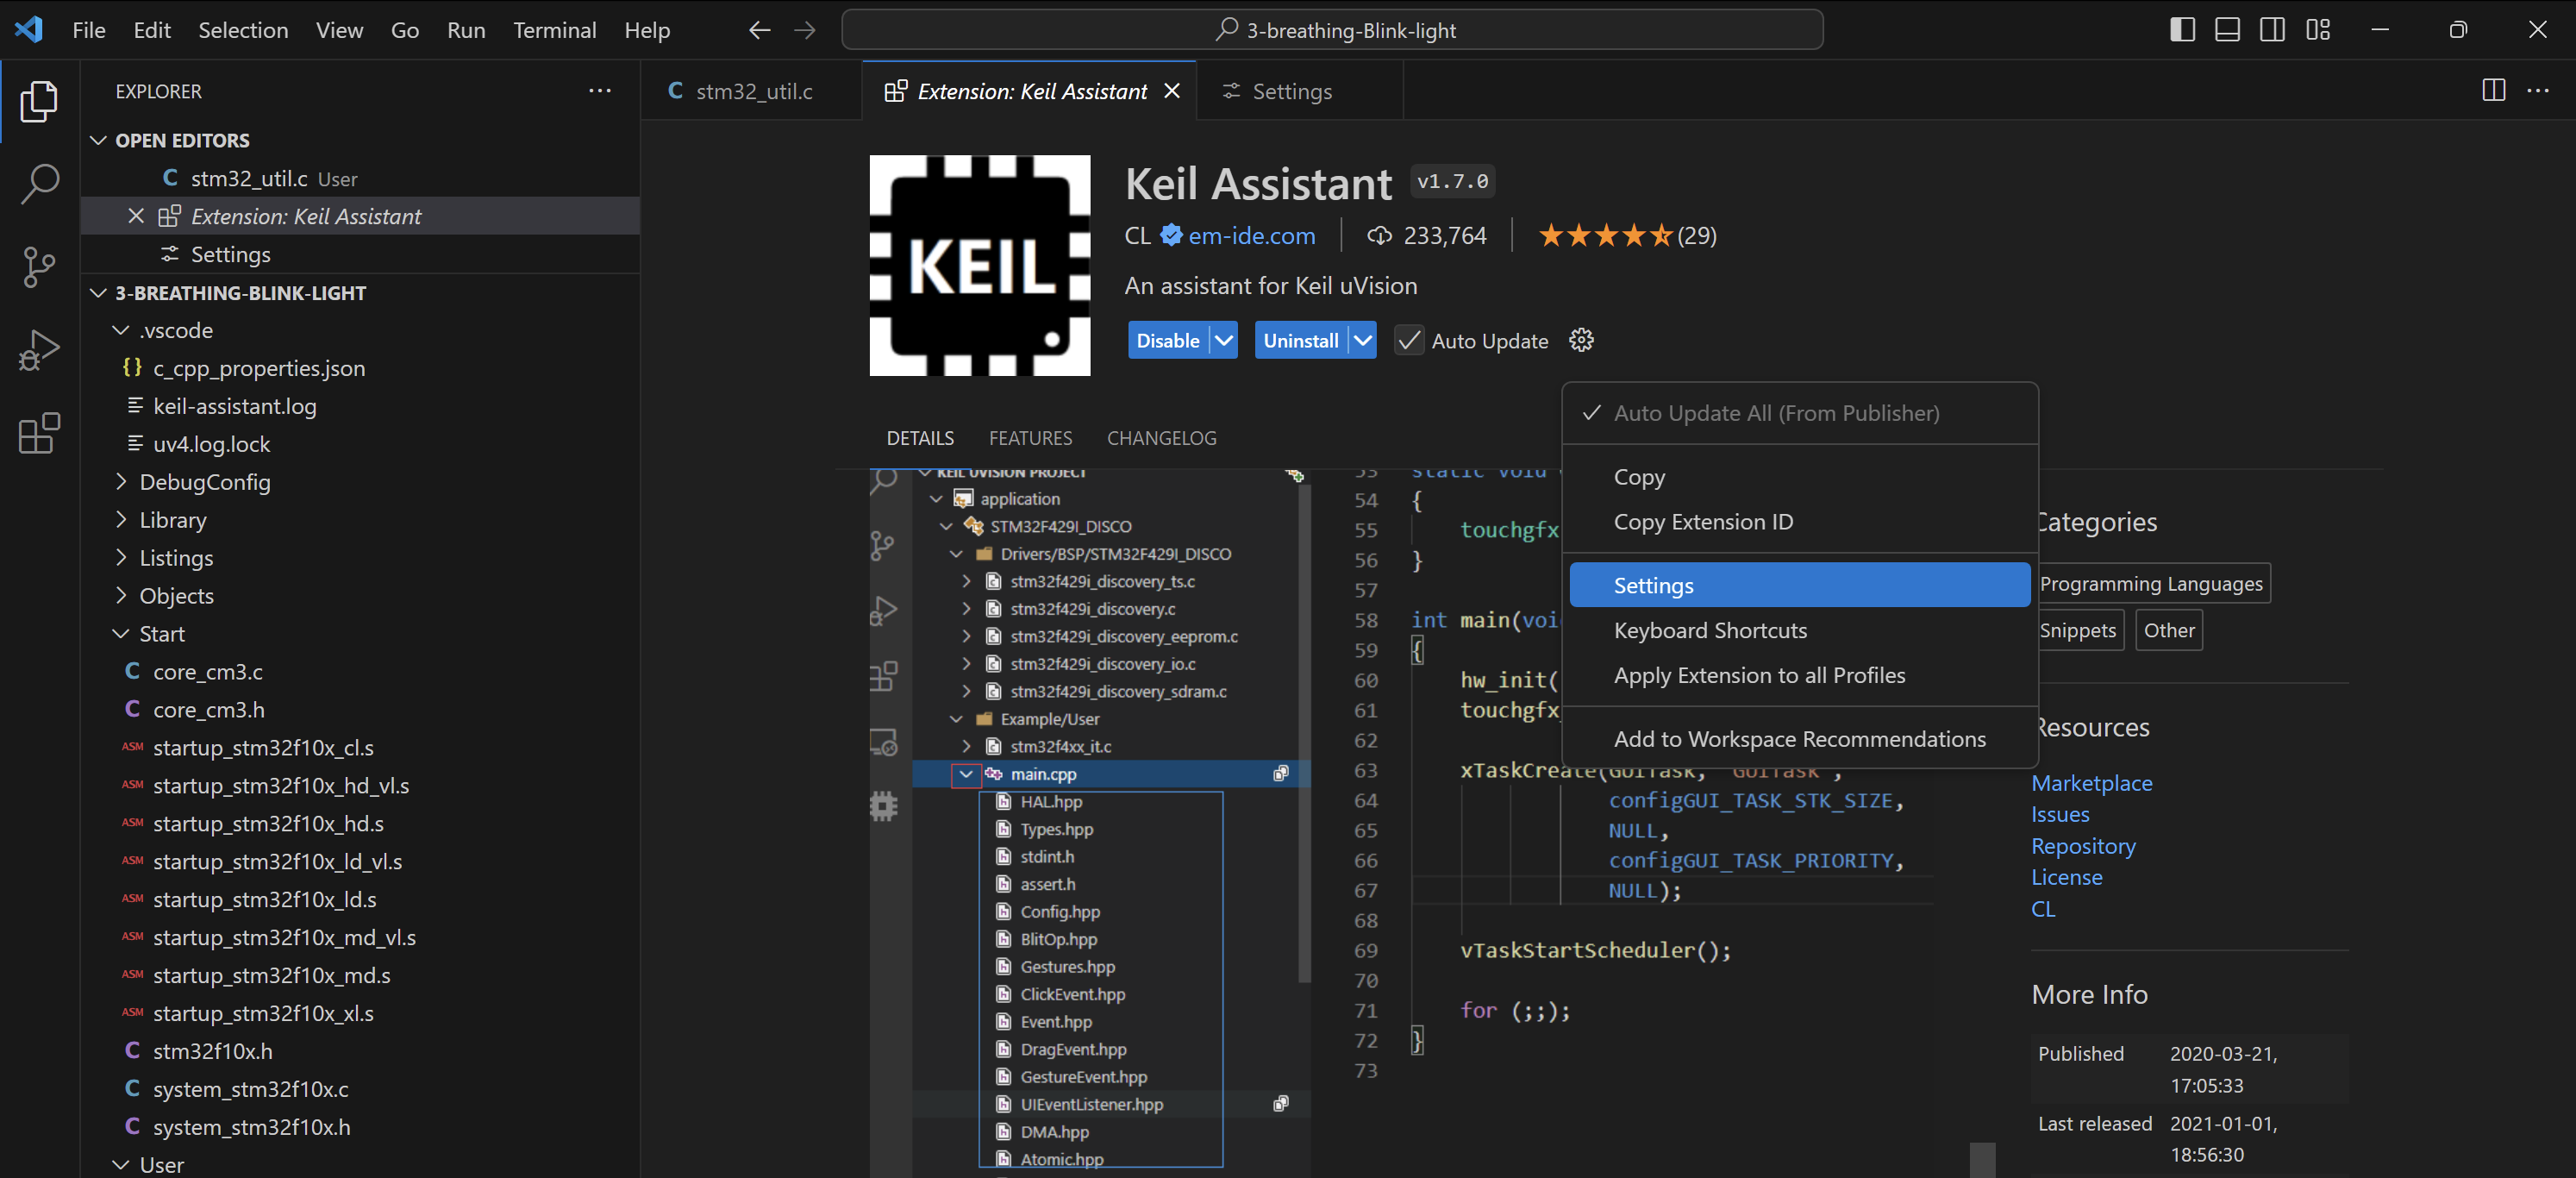 File Edit Selection View Go Run Terminal Help
3-breathing-Blink-light
EXPLORER
OPEN EDITORS
stm32_util.c User
Extension: Keil Assistant
Settings
3-BREATHING-BLINK-LIGHT
.vscode
{} c_cpp_properties.json
keil-assistant.log
uv4.log.lock
DebugConfig
Library
Listings
Objects
Start
C core_cm3.c
C core_cm3.h
ASM startup_stm32f10x_cl.s
ASM startup_stm32f10x_hd_vl.s
ASM startup_stm32f10x_hd.s
ASM startup_stm32f10x_ld_vl.s
ASM startup_stm32f10x_ld.s
ASM startup_stm32f10x_md_vl.s
ASM startup_stm32f10x_md.s
ASM startup_stm32f10x_xl.s
C stm32f10x.h
C system_stm32f10x.c
C system_stm32f10x.h
User
C stm32_util.c
Extension: Keil Assistant
Settings
KEIL
Keil Assistant v1.7.0
CL em-ide.com 233,764 (29)
An assistant for Keil uVision
Disable Uninstall Auto Update
DETAILS FEATURES CHANGELOG
KEIL UVISION PROJECT
application
STM32F429I_DISCO
Drivers/BSP/STM32F429I_DISCO
stm32f429i_discovery_ts.c
stm32f429i_discovery.c
stm32f429i_discovery_eeprom.c
stm32f429i_discovery_io.c
stm32f429i_discovery_sdram.c
Example/User
stm32f4xx_it.c
main.cpp
HAL.hpp
Types.hpp
stdint.h
assert.h
Config.hpp
BlitOp.hpp
Gestures.hpp
ClickEvent.hpp
Event.hpp
DragEvent.hpp
GestureEvent.hpp
UIEventListener.hpp
DMA.hpp
Atomic.hpp
53 static void
54 {
55 touchgfx
56 }
57
58 int main(voi
59 {
60 hw_init(
61 touchgfx
62
63 xTaskCreate(GUITask, "GUITask",
64 configGUI_TASK_STK_SIZE,
65 NULL,
66 configGUI_TASK_PRIORITY,
67 NULL);
68
69 vTaskStartScheduler();
70
71 for (;;);
72 }
73
Auto Update All (From Publisher)
Copy
Copy Extension ID
Settings
Keyboard Shortcuts
Apply Extension to all Profiles
Add to Workspace Recommendations
Categories
Programming Languages
Snippets Other
Resources
Marketplace
Issues
Repository
License
CL
More Info
Published 2020-03-21,
17:05:33
Last released 2021-01-01,
18:56:30